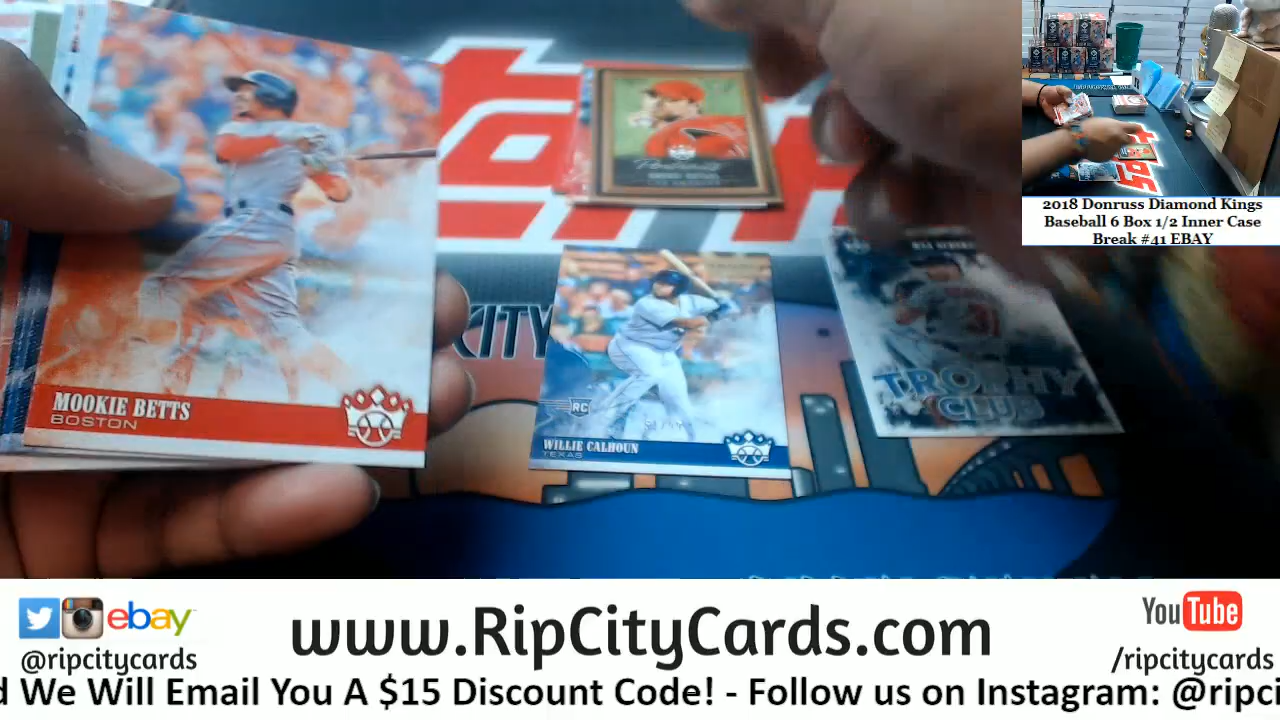 MOOKIE BETTS
BOSTON
RC
WILLIE CALHOUN
TEXAS
TROPHY
CLUB
CITY
2018 Donruss Diamond Kings
Baseball 6 Box 1/2 Inner Case
Break #41 EBAY
ebay
@ripcitycards
www.RipCityCards.com
YouTube
/ripcitycards
d We Will Email You A $15 Discount Code! - Follow us on Instagram: @ripci